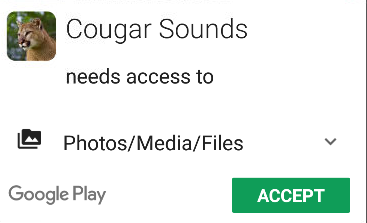 Cougar Sounds
needs access to
Photos/Media/Files
Google Play
ACCEPT